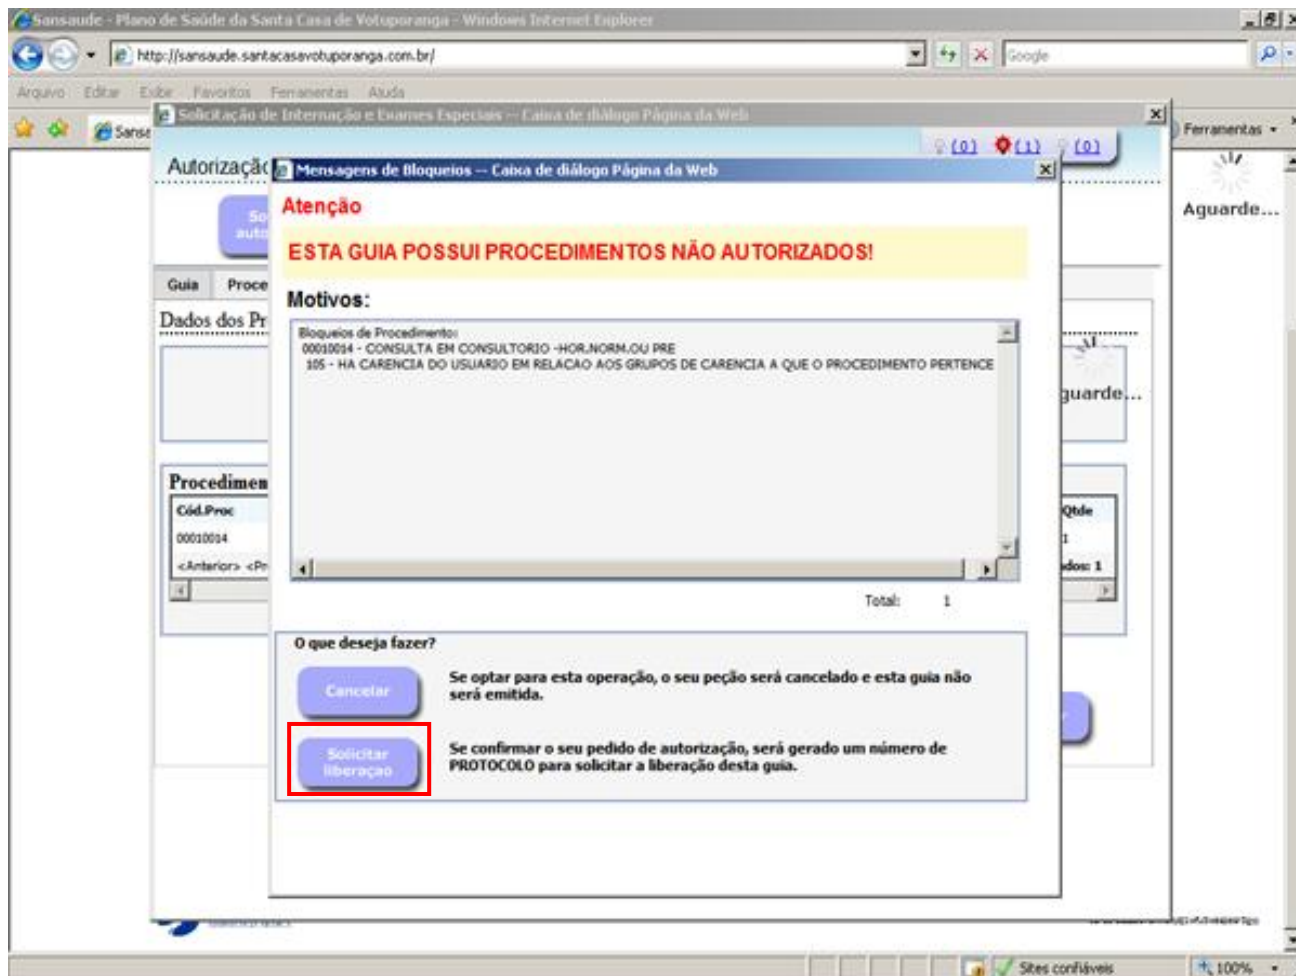 Sansaude - Plano de Saúde da Santa Casa de Votuporanga - Windows Internet Explorer
http://sansaude.santacasavotuporanga.com.br/
Google
Arquivo Editar Exibir Favoritos Ferramentas Ajuda
Sansa
Ferramentas
Solicitação de Internação e Exames Especiais -- Caixa de diálogo Página da Web
(0) (1) (0)
Autorização
Mensagens de Bloqueios -- Caixa de diálogo Página da Web
Aguarde...
Atenção
ESTA GUIA POSSUI PROCEDIMENTOS NÃO AUTORIZADOS!
Guia Proce
Motivos:
Dados dos Pr
Bloqueios de Procedimento:
00010014 - CONSULTA EM CONSULTORIO -HOR.NORM.OU PRE
105 - HA CARENCIA DO USUARIO EM RELACAO AOS GRUPOS DE CARENCIA A QUE O PROCEDIMENTO PERTENCE
guarde...
Procedimen
Cód.Proc
Qtde
00010014
1
<Anterior> <Pr
dos: 1
Total: 1
O que deseja fazer?
Cancelar
Se optar para esta operação, o seu peção será cancelado e esta guia não
será emitida.
Solicitar
liberaçao
Se confirmar o seu pedido de autorização, será gerado um número de
PROTOCOLO para solicitar a liberação desta guia.
Sites confiáveis
100%